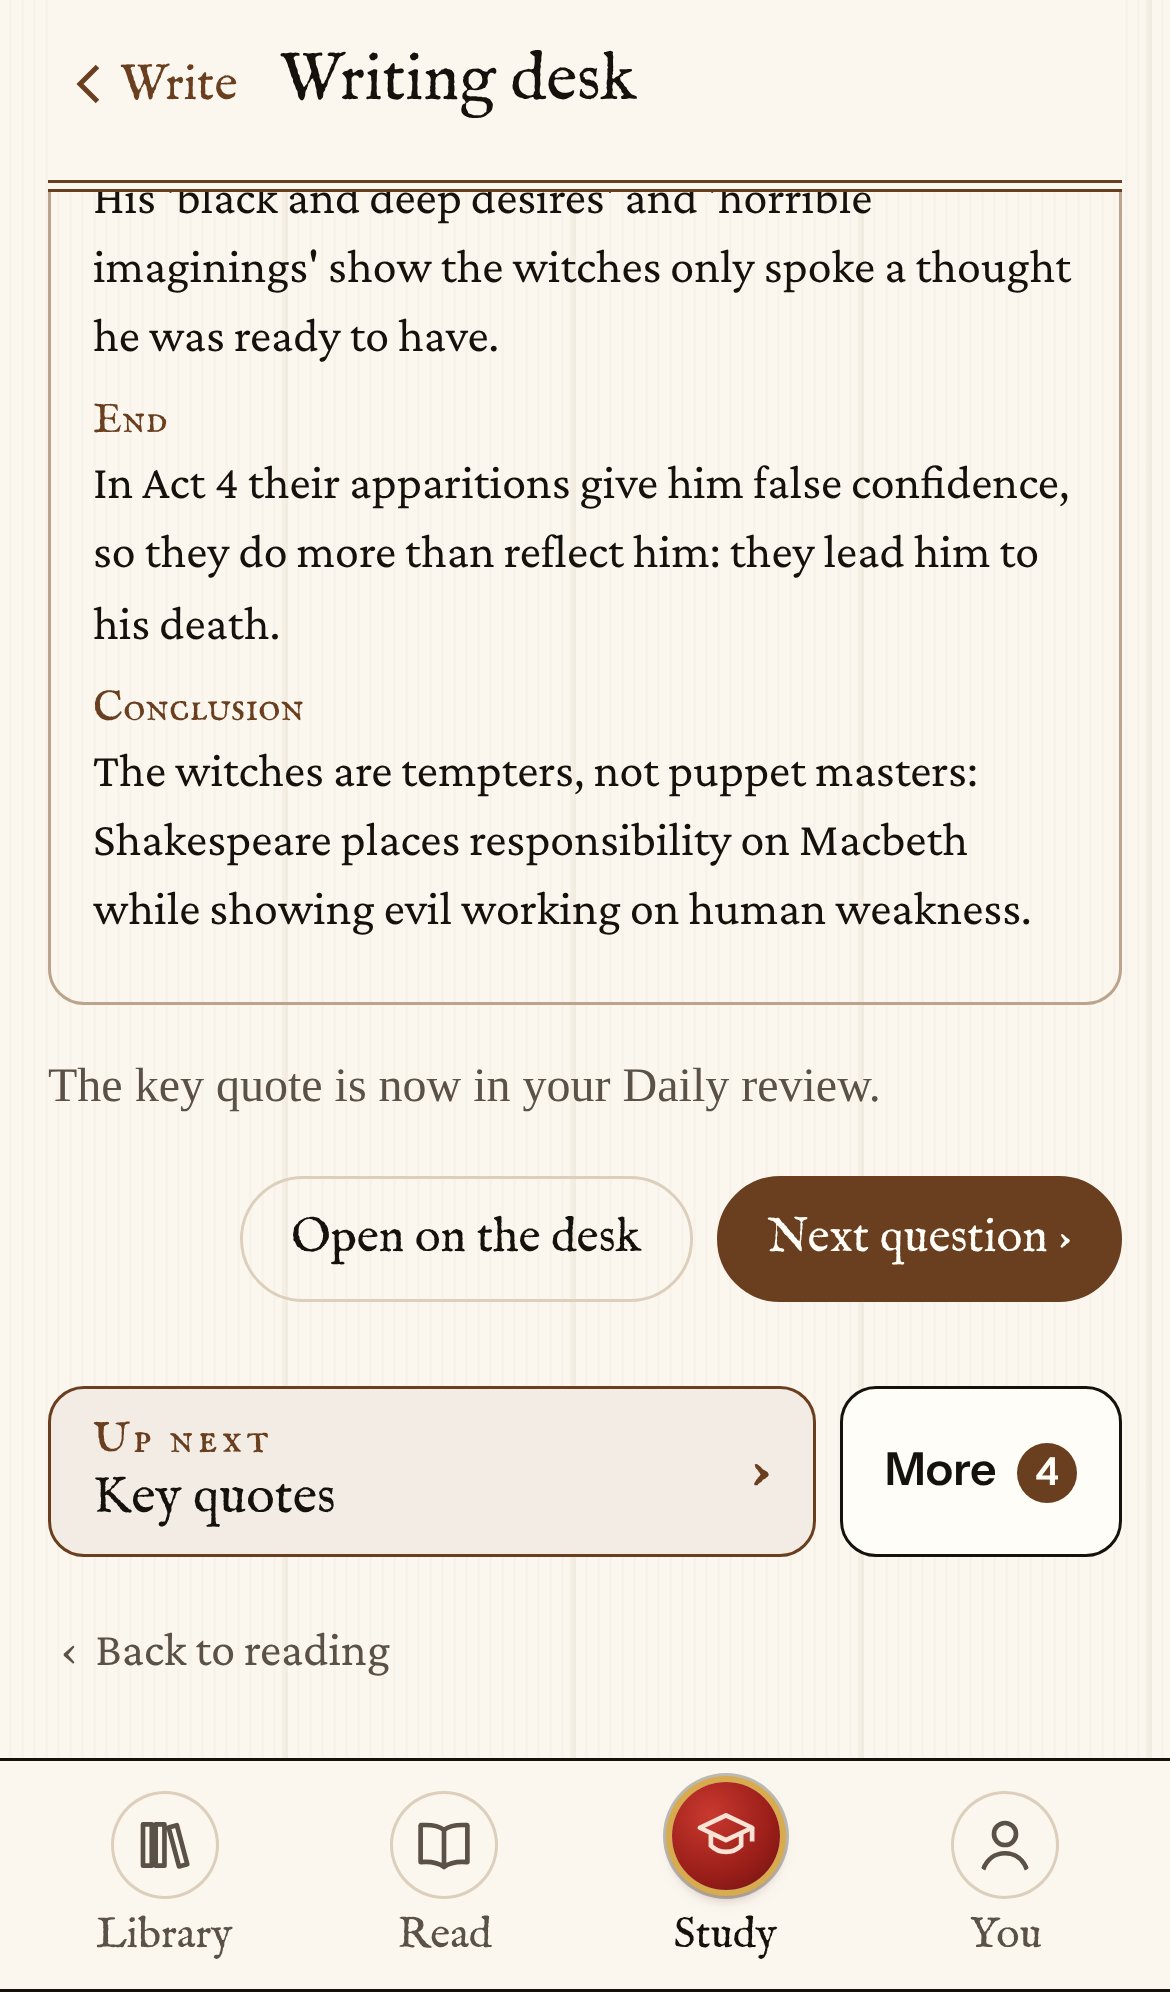 Write
Writing desk
His 'black and deep desires' and 'horrible
imaginings' show the witches only spoke a thought
he was ready to have.
End
In Act 4 their apparitions give him false confidence,
so they do more than reflect him: they lead him to
his death.
Conclusion
The witches are tempters, not puppet masters:
Shakespeare places responsibility on Macbeth
while showing evil working on human weakness.
The key quote is now in your Daily review.
Open on the desk
Next question ›
Up next
Key quotes ›
More 4
‹ Back to reading
Library
Read
Study
You